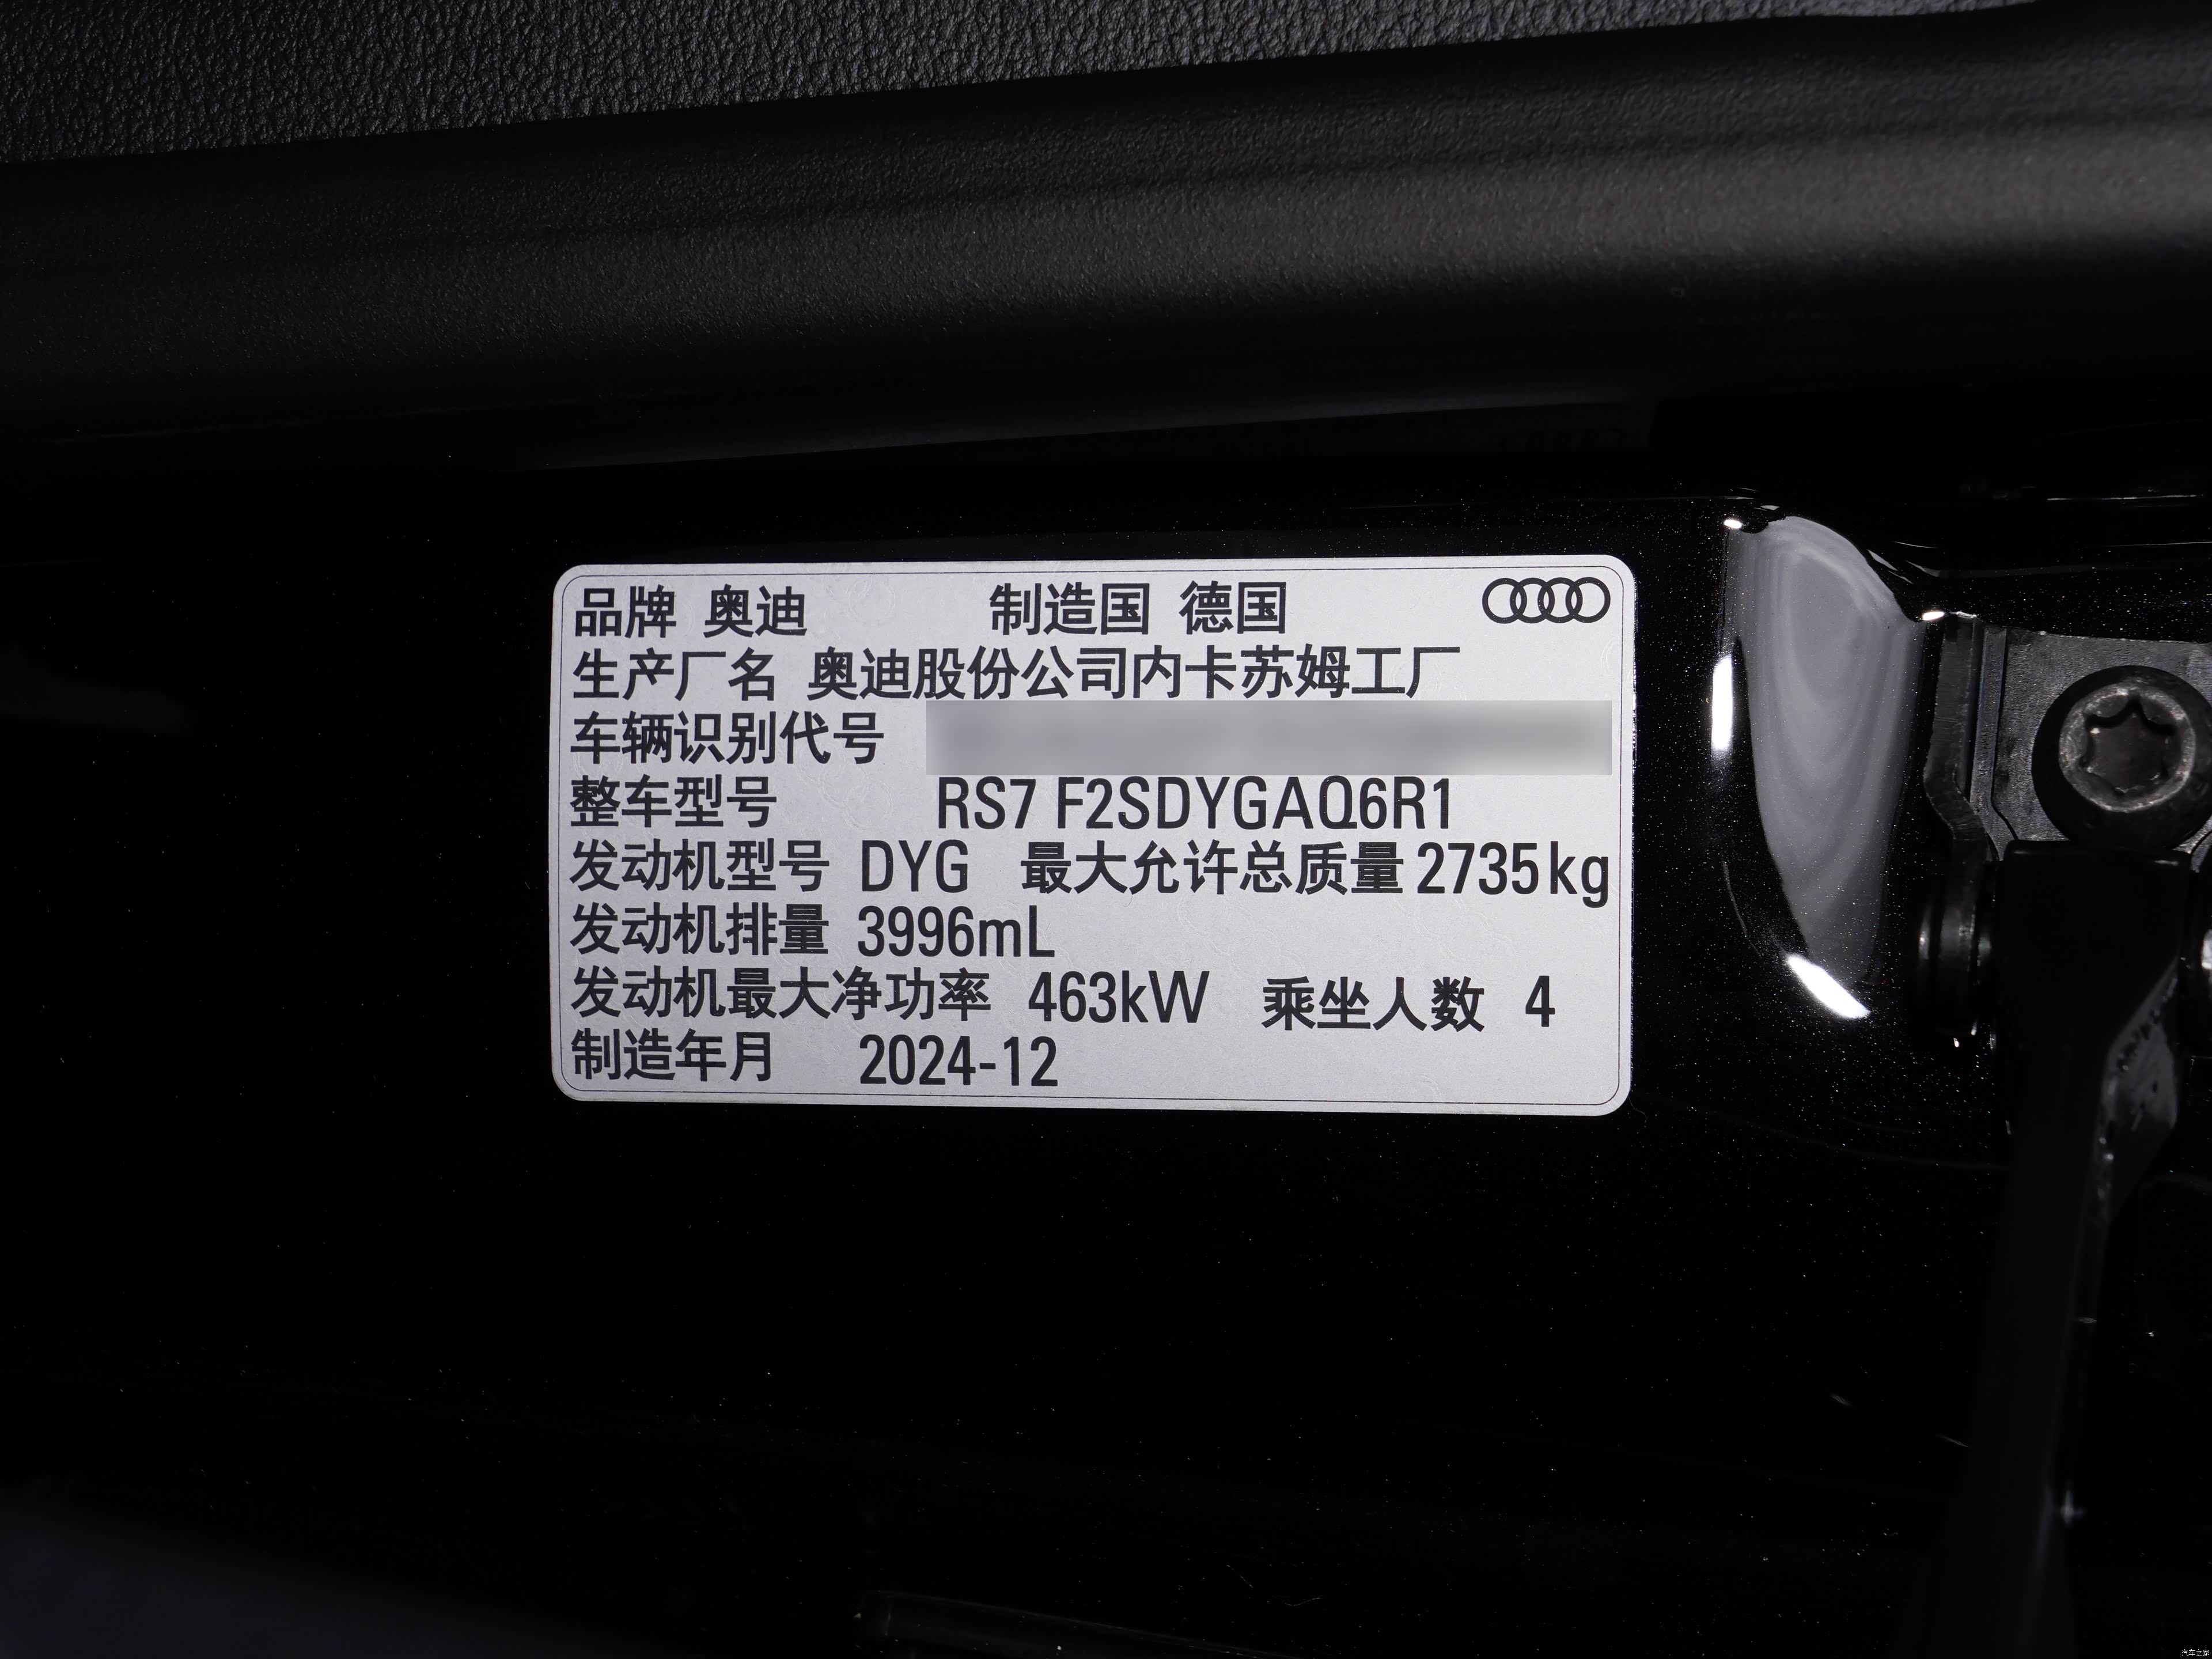 品牌 奥迪 制造国 德国
生产厂名 奥迪股份公司内卡苏姆工厂
车辆识别代号
整车型号 RS7 F2SDYGAQ6R1
发动机型号 DYG 最大允许总质量 2735kg
发动机排量 3996mL
发动机最大净功率 463kW 乘坐人数 4
制造年月 2024-12
汽车之家